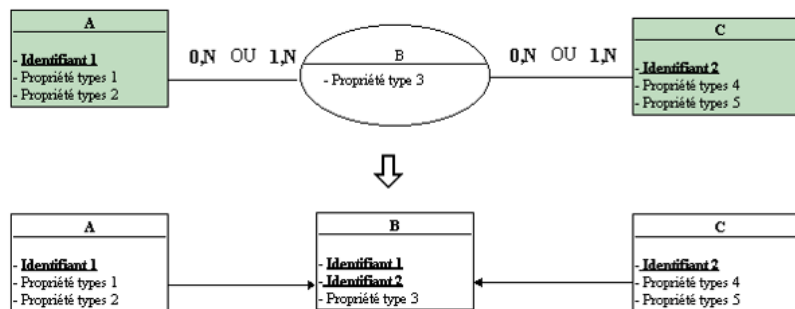 A
- Identifiant 1
- Propriété types 1
- Propriété types 2
0,N OU 1,N
B
- Propriété type 3
0,N OU 1,N
C
- Identifiant 2
- Propriété types 4
- Propriété types 5
A
- Identifiant 1
- Propriété types 1
- Propriété types 2
B
- Identifiant 1
- Identifiant 2
- Propriété type 3
C
- Identifiant 2
- Propriété types 4
- Propriété types 5